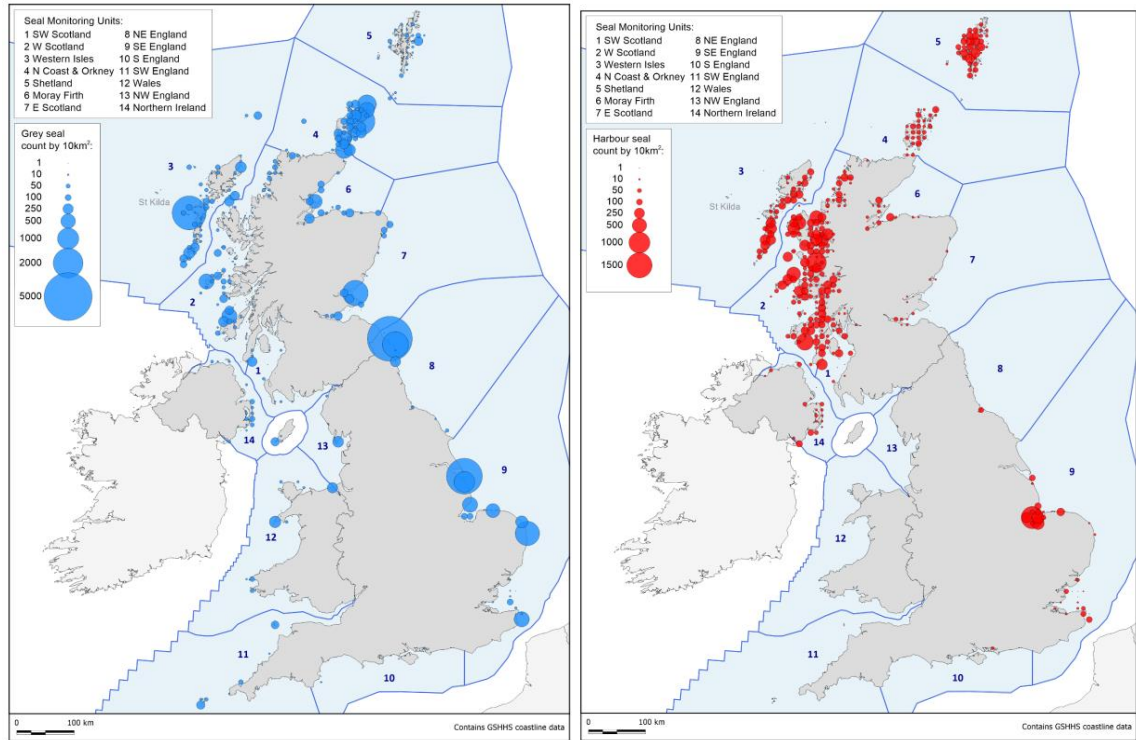 Seal Monitoring Units:
1 SW Scotland 8 NE England
2 W Scotland 9 SE England
3 Western Isles 10 S England
4 N Coast & Orkney 11 SW England
5 Shetland 12 Wales
6 Moray Firth 13 NW England
7 E Scotland 14 Northern Ireland
Grey seal
count by 10km²:
1
10
50
100
250
500
1000
2000
5000
5
4
3
St Kilda
6
7
2
8
1
14
13
9
12
11
10
0 100 km
Contains GSHHS coastline data
Seal Monitoring Units:
1 SW Scotland 8 NE England
2 W Scotland 9 SE England
3 Western Isles 10 S England
4 N Coast & Orkney 11 SW England
5 Shetland 12 Wales
6 Moray Firth 13 NW England
7 E Scotland 14 Northern Ireland
Harbour seal
count by 10km²:
1
10
50
100
250
500
1000
1500
5
4
3
St Kilda
6
7
2
1
8
14
13
9
12
11
10
0 100 km
Contains GSHHS coastline data